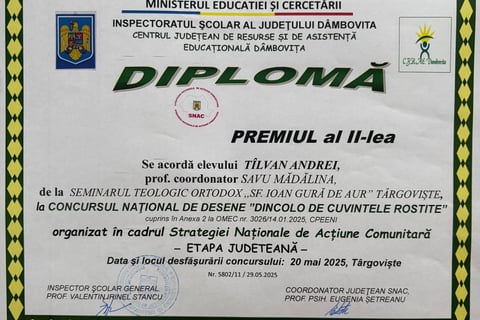 MINISTERUL EDUCAȚIEI ȘI CERCETĂRII
INSPECTORATUL ȘCOLAR AL JUDEȚULUI DÂMBOVIȚA
CENTRUL JUDEȚEAN DE RESURSE ȘI DE ASISTENȚĂ
EDUCAȚIONALĂ DÂMBOVIȚA
DIPLOMĂ
SNAC
PREMIUL al II-lea
Se acordă elevului TÎLVAN ANDREI,
prof. coordonator SAVU MĂDĂLINA,
de la SEMINARUL TEOLOGIC ORTODOX „SF. IOAN GURĂ DE AUR” TÂRGOVIȘTE,
la CONCURSUL NAȚIONAL DE DESENE "DINCOLO DE CUVINTELE ROSTITE"
cuprins în Anexa 2 la OMEC nr. 3026/14.01.2025, CPEENI
organizat în cadrul Strategiei Naționale de Acțiune Comunitară
– ETAPA JUDETEANĂ –
Data și locul desfășurării concursului: 20 mai 2025, Târgoviște
Nr. 5802/11 / 29.05.2025
INSPECTOR ȘCOLAR GENERAL
PROF. VALENTIN IRINEL STANCU
COORDONATOR JUDEȚEAN SNAC,
PROF. PSIH. EUGENIA ȘETREANU